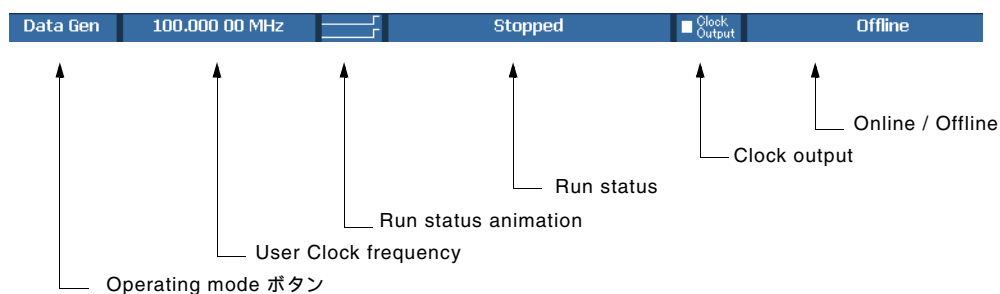 Data Gen 100.000 00 MHz Stopped Clock Output Offline
Online / Offline
Clock output
Run status
Run status animation
User Clock frequency
Operating mode ボタン